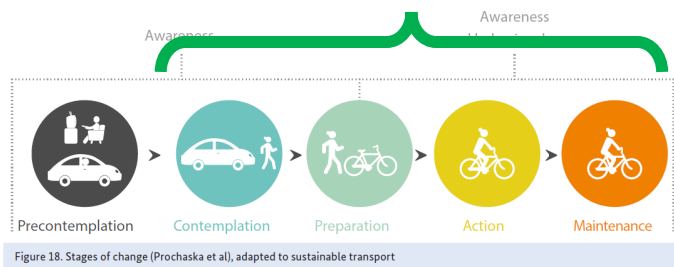 Awareness
Awareness
Precontemplation
Contemplation
Preparation
Action
Maintenance
Figure 18. Stages of change (Prochaska et al), adapted to sustainable transport